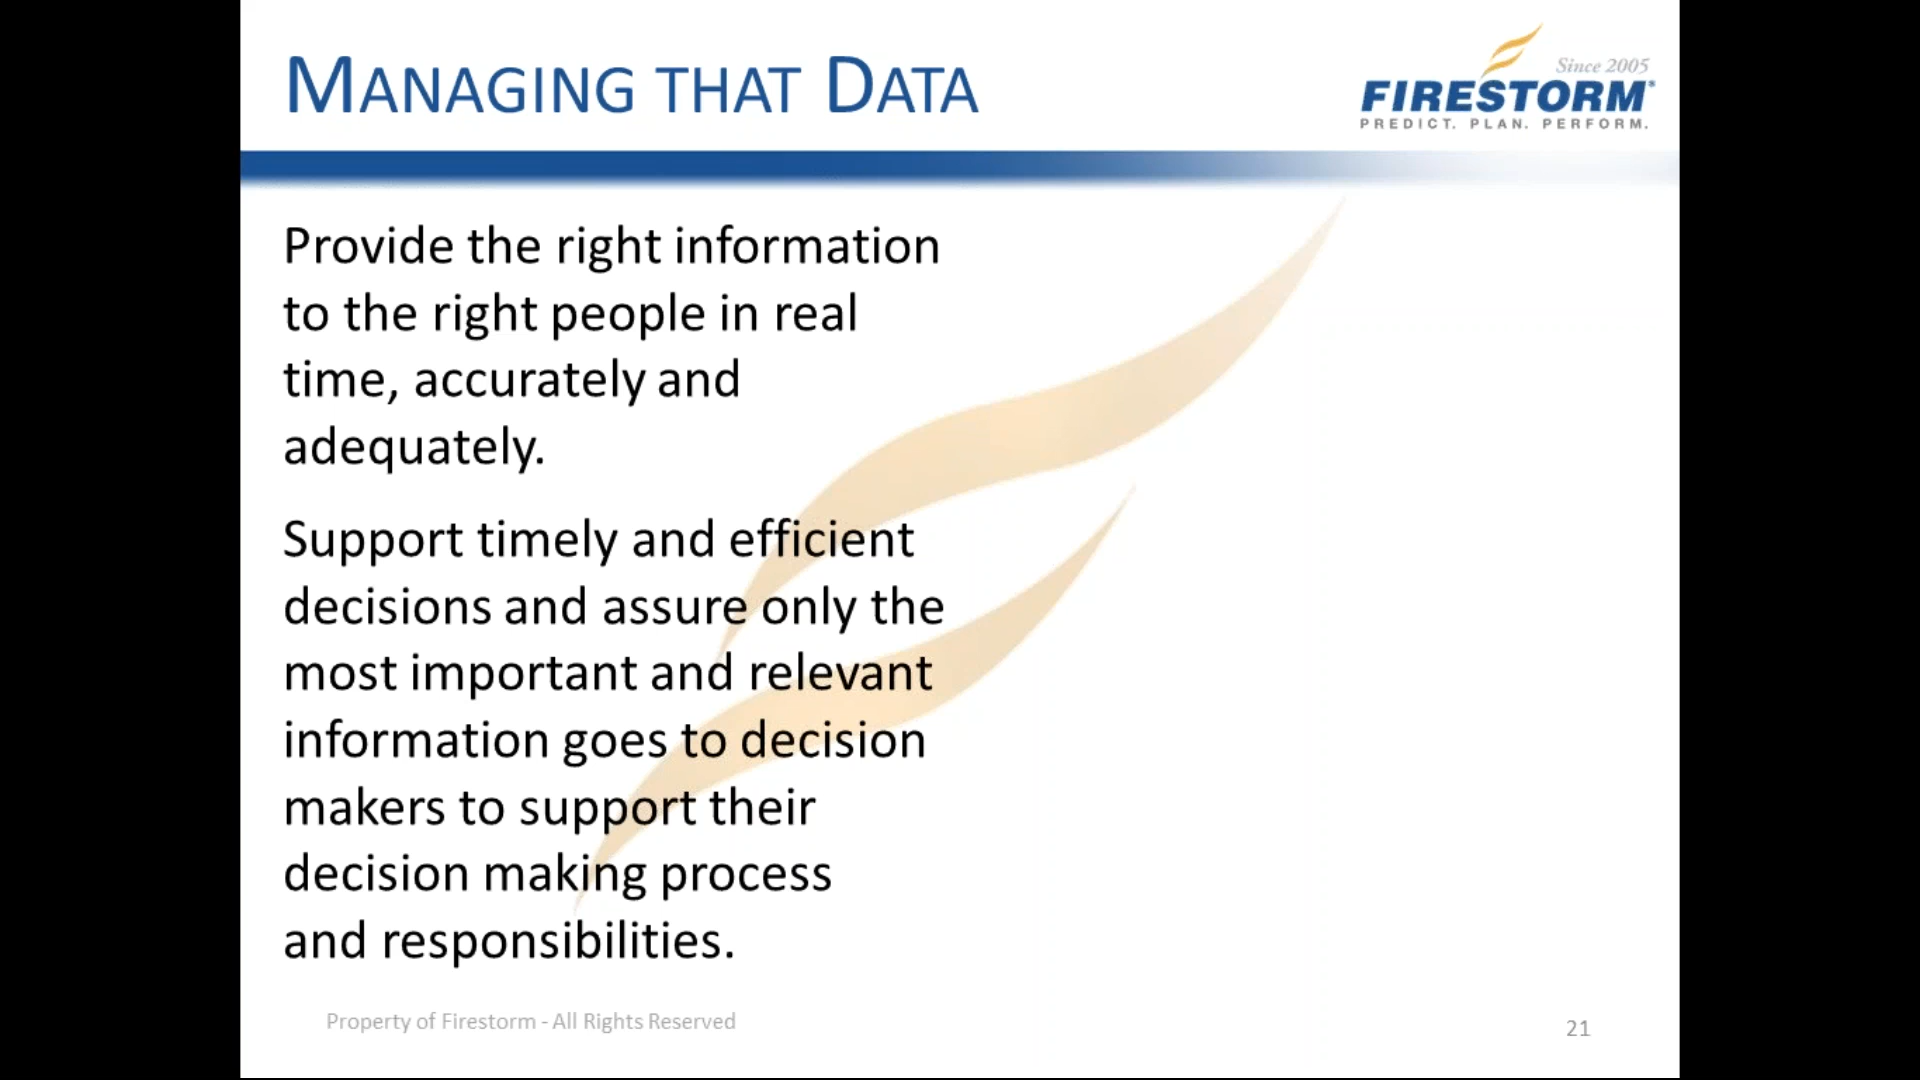 MANAGING THAT DATA
Since 2005
FIRESTORM®
PREDICT. PLAN. PERFORM.
Provide the right information
to the right people in real
time, accurately and
adequately.
Support timely and efficient
decisions and assure only the
most important and relevant
information goes to decision
makers to support their
decision making process
and responsibilities.
Property of Firestorm - All Rights Reserved
21